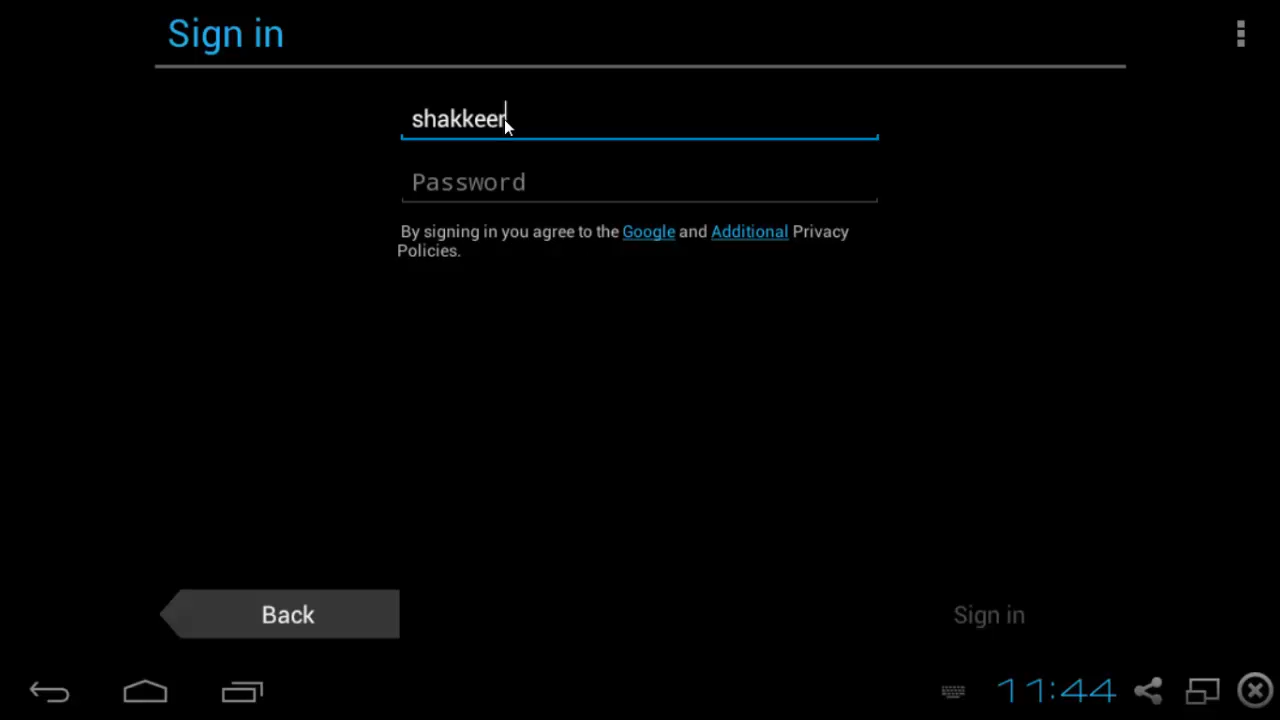 Sign in
shakkeer
Password
By signing in you agree to the Google and Additional Privacy
Policies.
Back
Sign in
11:44